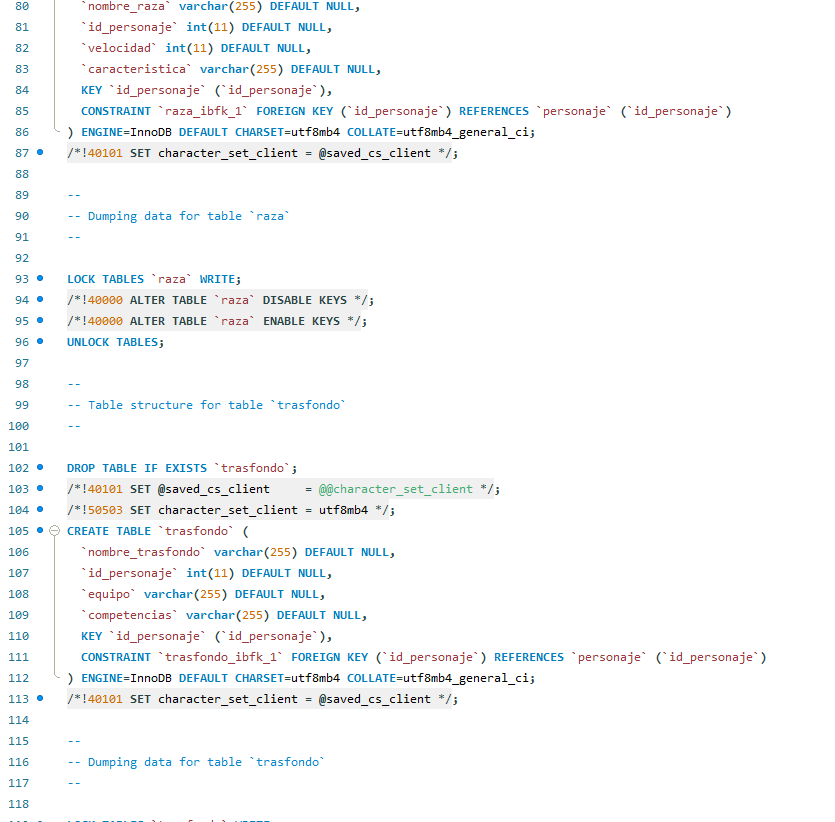 80 `nombre_raza` varchar(255) DEFAULT NULL,
81 `id_personaje` int(11) DEFAULT NULL,
82 `velocidad` int(11) DEFAULT NULL,
83 `caracteristica` varchar(255) DEFAULT NULL,
84 KEY `id_personaje` (`id_personaje`),
85 CONSTRAINT `raza_ibfk_1` FOREIGN KEY (`id_personaje`) REFERENCES `personaje` (`id_personaje`)
86 ) ENGINE=InnoDB DEFAULT CHARSET=utf8mb4 COLLATE=utf8mb4_general_ci;
87 /*!40101 SET character_set_client = @saved_cs_client */;
88
89 --
90 -- Dumping data for table `raza`
91 --
92
93 LOCK TABLES `raza` WRITE;
94 /*!40000 ALTER TABLE `raza` DISABLE KEYS */;
95 /*!40000 ALTER TABLE `raza` ENABLE KEYS */;
96 UNLOCK TABLES;
97
98 --
99 -- Table structure for table `trasfondo`
100 --
101
102 DROP TABLE IF EXISTS `trasfondo`;
103 /*!40101 SET @saved_cs_client     = @@character_set_client */;
104 /*!50503 SET character_set_client = utf8mb4 */;
105 CREATE TABLE `trasfondo` (
106 `nombre_trasfondo` varchar(255) DEFAULT NULL,
107 `id_personaje` int(11) DEFAULT NULL,
108 `equipo` varchar(255) DEFAULT NULL,
109 `competencias` varchar(255) DEFAULT NULL,
110 KEY `id_personaje` (`id_personaje`),
111 CONSTRAINT `trasfondo_ibfk_1` FOREIGN KEY (`id_personaje`) REFERENCES `personaje` (`id_personaje`)
112 ) ENGINE=InnoDB DEFAULT CHARSET=utf8mb4 COLLATE=utf8mb4_general_ci;
113 /*!40101 SET character_set_client = @saved_cs_client */;
114
115 --
116 -- Dumping data for table `trasfondo`
117 --
118